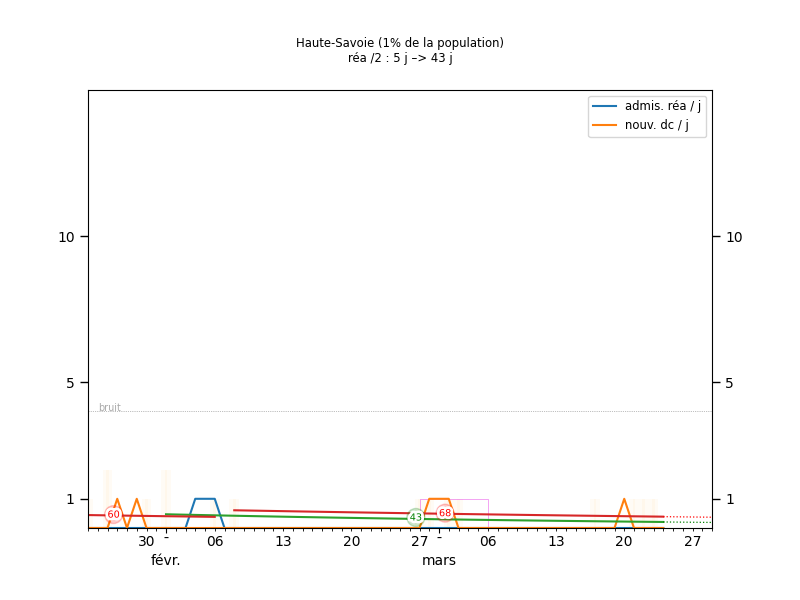 Haute-Savoie (1% de la population)
réa /2 : 5 j –> 43 j
admis. réa / j
nouv. dc / j
10
10
5
5
bruit
1
1
60
43
68
30
06
13
20
27
06
13
20
27
févr.
mars